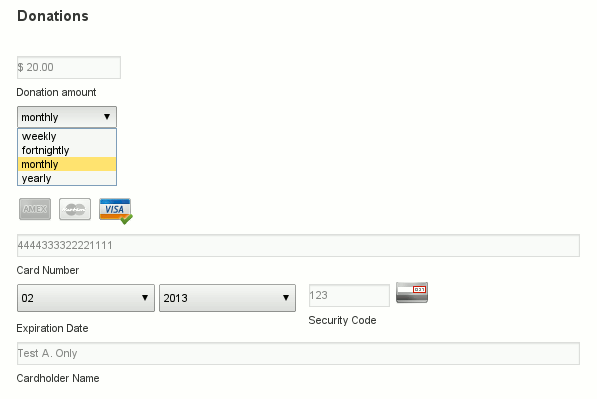 Donations
$ 20.00
Donation amount
monthly
weekly
fortnightly
monthly
yearly
AMEX VISA
4444333322221111
Card Number
02 2013 123
Security Code
Expiration Date
Test A. Only
Cardholder Name